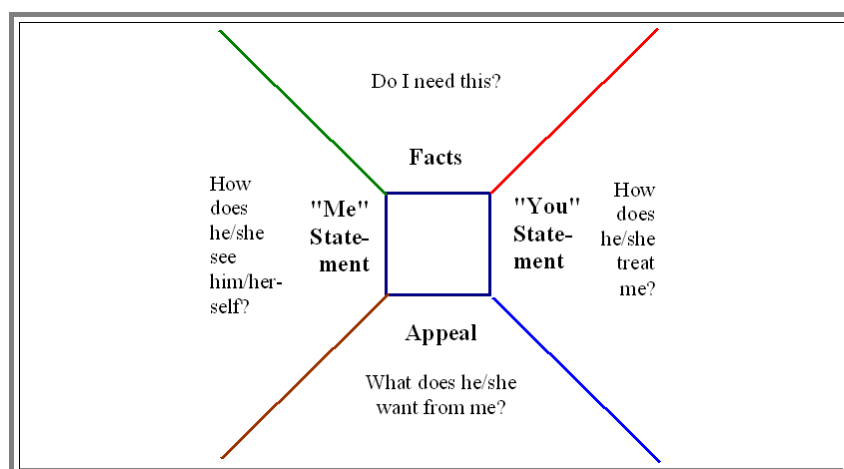 Do I need this?
Facts
How
does
he/she
see
him/her-
self?
"Me"
State-
ment
"You"
State-
ment
How
does
he/she
treat
me?
Appeal
What does he/she
want from me?